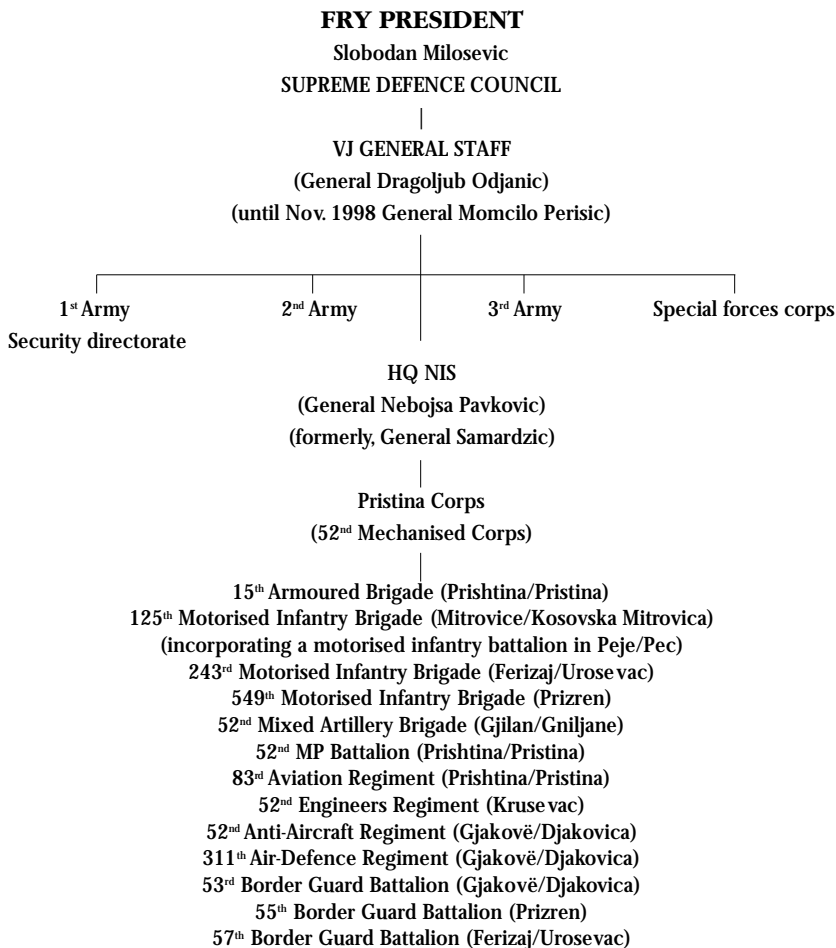 FRY PRESIDENT
Slobodan Milosevic
SUPREME DEFENCE COUNCIL
VJ GENERAL STAFF
(General Dragoljub Odjanic)
(until Nov. 1998 General Momcilo Perisic)
1st Army 2nd Army 3rd Army Special forces corps
Security directorate
HQ NIS
(General Nebojsa Pavkovic)
(formerly, General Samardzic)
Pristina Corps
(52nd Mechanised Corps)
15th Armoured Brigade (Prishtina/Pristina)
125th Motorised Infantry Brigade (Mitrovice/Kosovska Mitrovica)
(incorporating a motorised infantry battalion in Peje/Pec)
243rd Motorised Infantry Brigade (Ferizaj/Urosevac)
549th Motorised Infantry Brigade (Prizren)
52nd Mixed Artillery Brigade (Gjilan/Gniljane)
52nd MP Battalion (Prishtina/Pristina)
83rd Aviation Regiment (Prishtina/Pristina)
52nd Engineers Regiment (Krusevac)
52nd Anti-Aircraft Regiment (Gjakovë/Djakovica)
311th Air-Defence Regiment (Gjakovë/Djakovica)
53rd Border Guard Battalion (Gjakovë/Djakovica)
55th Border Guard Battalion (Prizren)
57th Border Guard Battalion (Ferizaj/Urosevac)